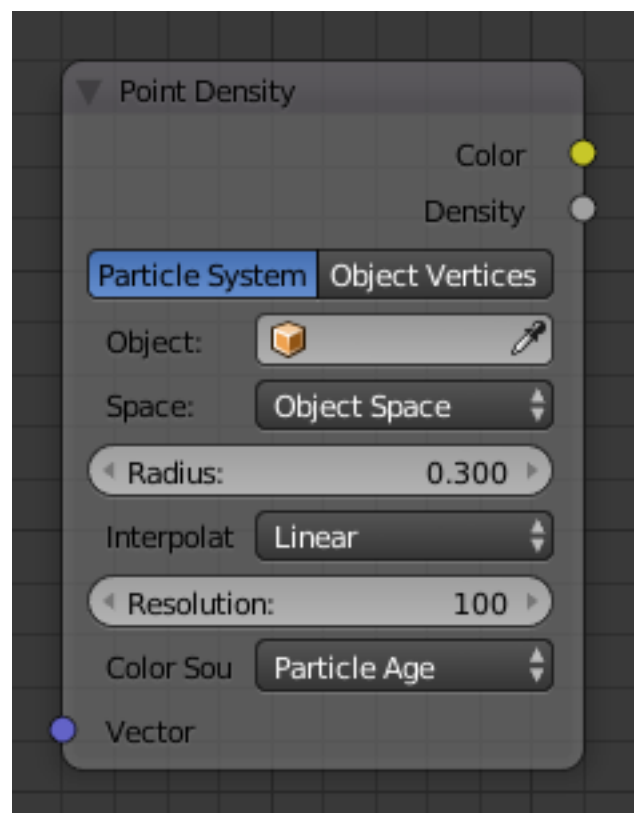 Point Density
Color
Density
Particle System Object Vertices
Object:
Space: Object Space
Radius: 0.300
Interpolat Linear
Resolution: 100
Color Sou Particle Age
Vector